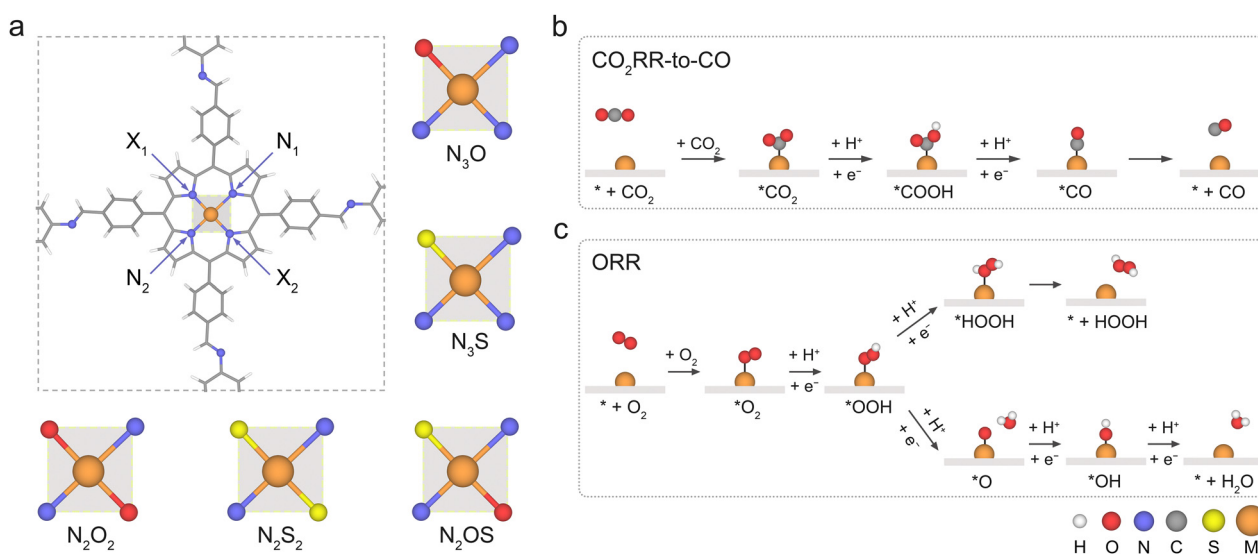 a
X₁
N₁
N₂
X₂
N₃O
N₃S
N₂O₂
N₂S₂
N₂OS
b
CO₂RR-to-CO
* + CO₂
+ CO₂
*CO₂
+ H⁺
+ e⁻
*COOH
+ H⁺
+ e⁻
*CO
* + CO
c
ORR
* + O₂
+ O₂
*O₂
+ H⁺
+ e⁻
*OOH
+ H⁺
+ e⁻
*HOOH
* + HOOH
+ H⁺
+ e⁻
*O
+ H⁺
+ e⁻
*OH
+ H⁺
+ e⁻
* + H₂O
H O N C S M